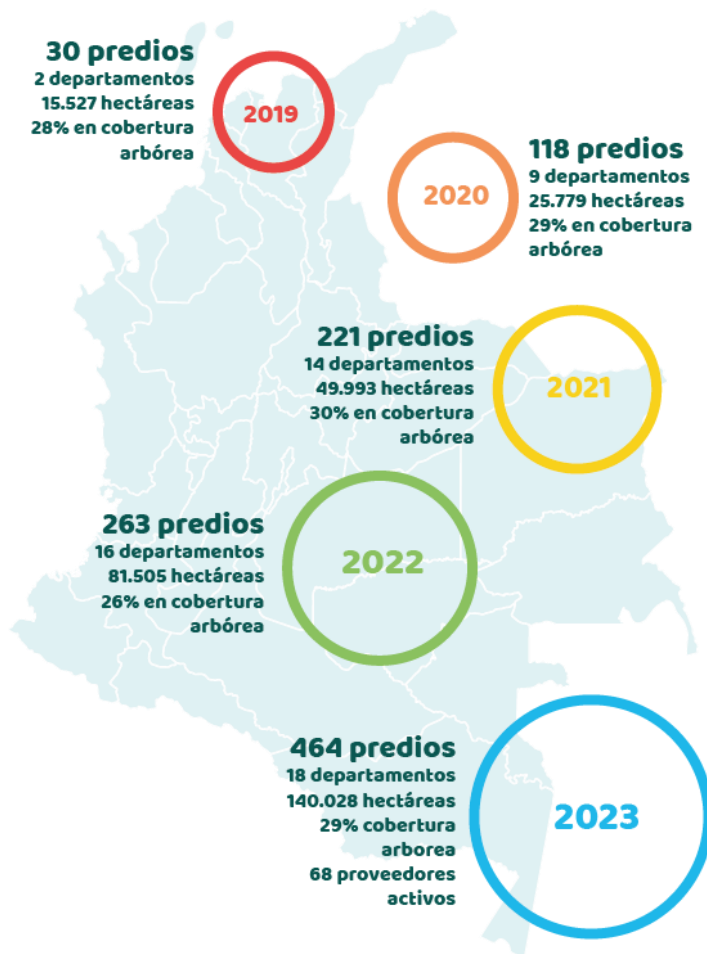 30 predios
2 departamentos
15.527 hectáreas
28% en cobertura
arbórea
2019
118 predios
9 departamentos
25.779 hectáreas
29% en cobertura
arbórea
2020
221 predios
14 departamentos
49.993 hectáreas
30% en cobertura
arbórea
2021
263 predios
16 departamentos
81.505 hectáreas
26% en cobertura
arbórea
2022
464 predios
18 departamentos
140.028 hectáreas
29% cobertura
arborea
68 proveedores
activos
2023